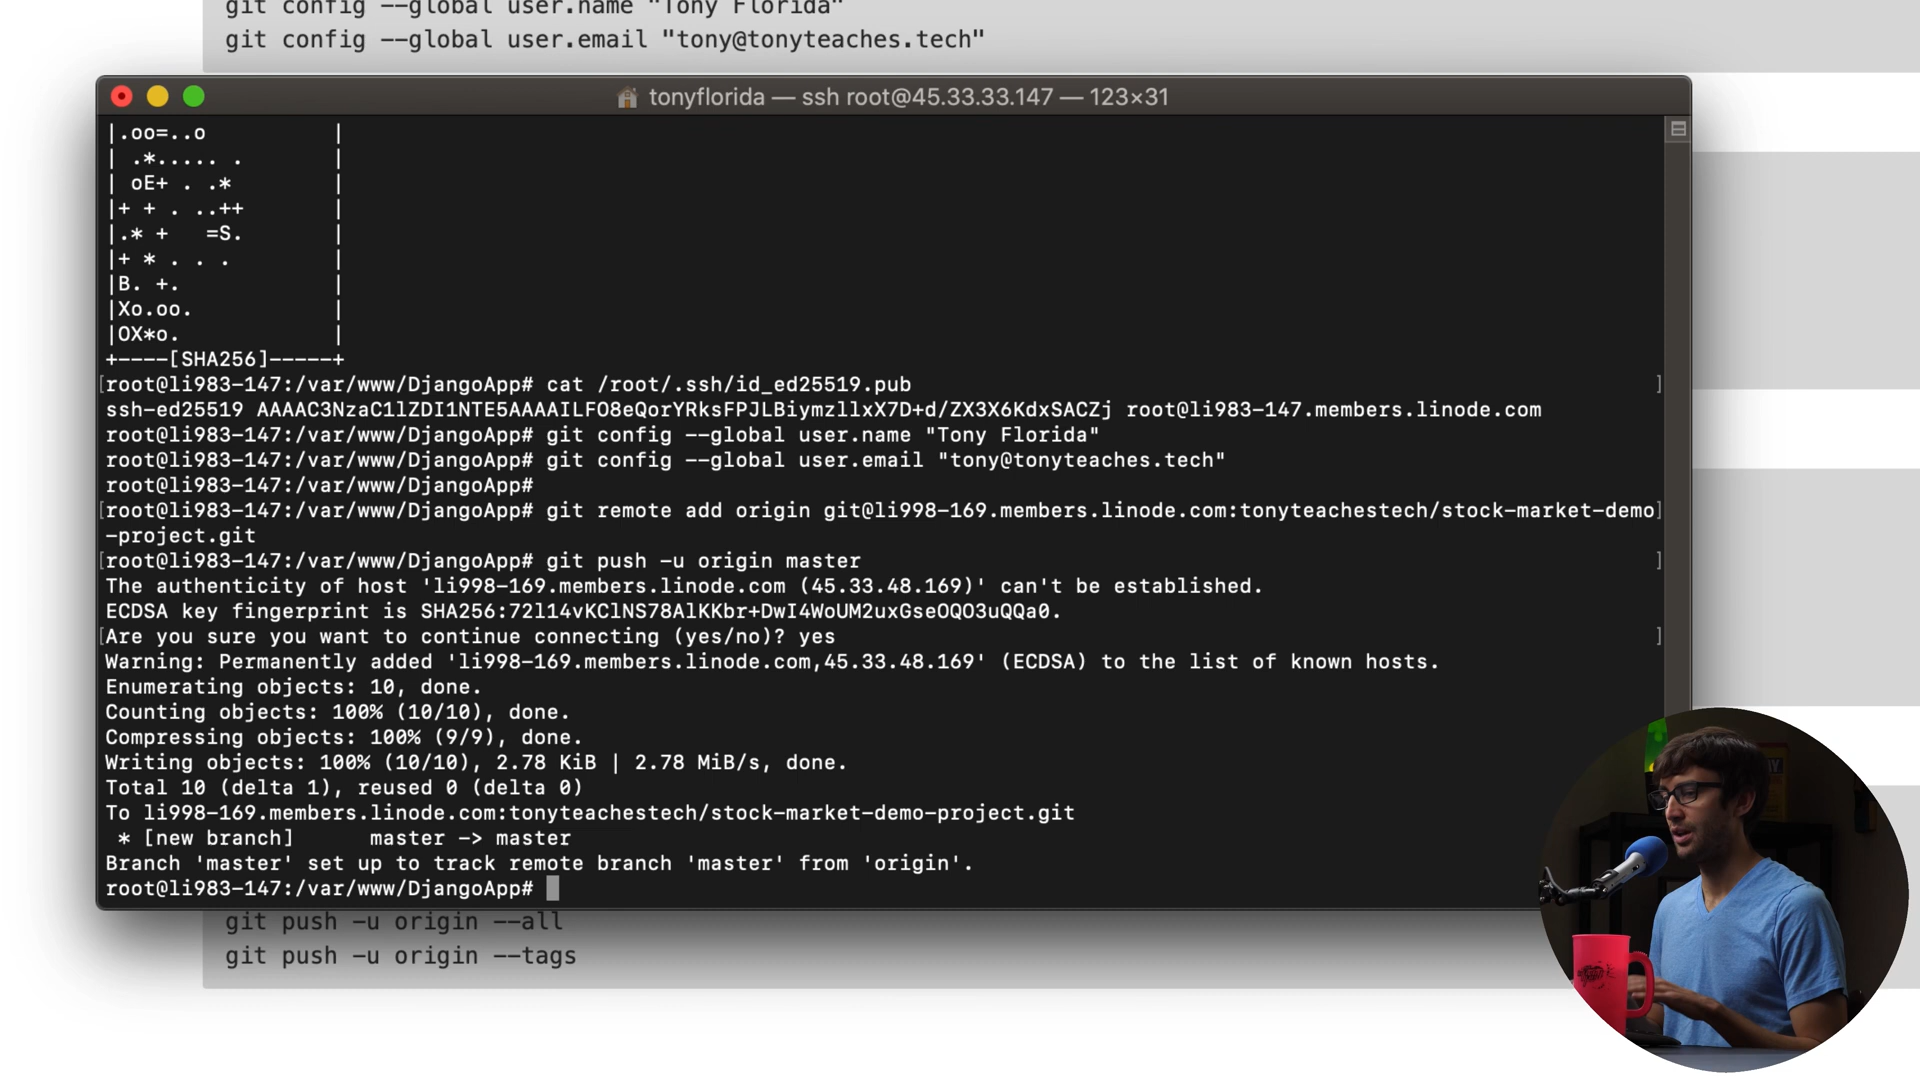 git config --global user.name "Tony Florida"
git config --global user.email "tony@tonyteaches.tech"
tonyflorida — ssh root@45.33.33.147 — 123×31
|.oo=..o          |
| .*..... .       |
| oE+ . .*        |
|+ + . ..++       |
|.* +   =S.       |
|+ * . . .        |
|B. +.            |
|Xo.oo.           |
|OX*o.            |
+----[SHA256]-----+
[root@li983-147:/var/www/DjangoApp# cat /root/.ssh/id_ed25519.pub ]
ssh-ed25519 AAAAC3NzaC1lZDI1NTE5AAAAILFO8eQorYRksFPJLBiymzllxX7D+d/ZX3X6KdxSACZj root@li983-147.members.linode.com
root@li983-147:/var/www/DjangoApp# git config --global user.name "Tony Florida"
root@li983-147:/var/www/DjangoApp# git config --global user.email "tony@tonyteaches.tech"
root@li983-147:/var/www/DjangoApp#
[root@li983-147:/var/www/DjangoApp# git remote add origin git@li998-169.members.linode.com:tonyteachestech/stock-market-demo]
-project.git
[root@li983-147:/var/www/DjangoApp# git push -u origin master ]
The authenticity of host 'li998-169.members.linode.com (45.33.48.169)' can't be established.
ECDSA key fingerprint is SHA256:72l14vKClNS78AlKKbr+DwI4WoUM2uxGseOQO3uQQa0.
[Are you sure you want to continue connecting (yes/no)? yes ]
Warning: Permanently added 'li998-169.members.linode.com,45.33.48.169' (ECDSA) to the list of known hosts.
Enumerating objects: 10, done.
Counting objects: 100% (10/10), done.
Compressing objects: 100% (9/9), done.
Writing objects: 100% (10/10), 2.78 KiB | 2.78 MiB/s, done.
Total 10 (delta 1), reused 0 (delta 0)
To li998-169.members.linode.com:tonyteachestech/stock-market-demo-project.git
 * [new branch]      master -> master
Branch 'master' set up to track remote branch 'master' from 'origin'.
root@li983-147:/var/www/DjangoApp#
git push -u origin --all
git push -u origin --tags